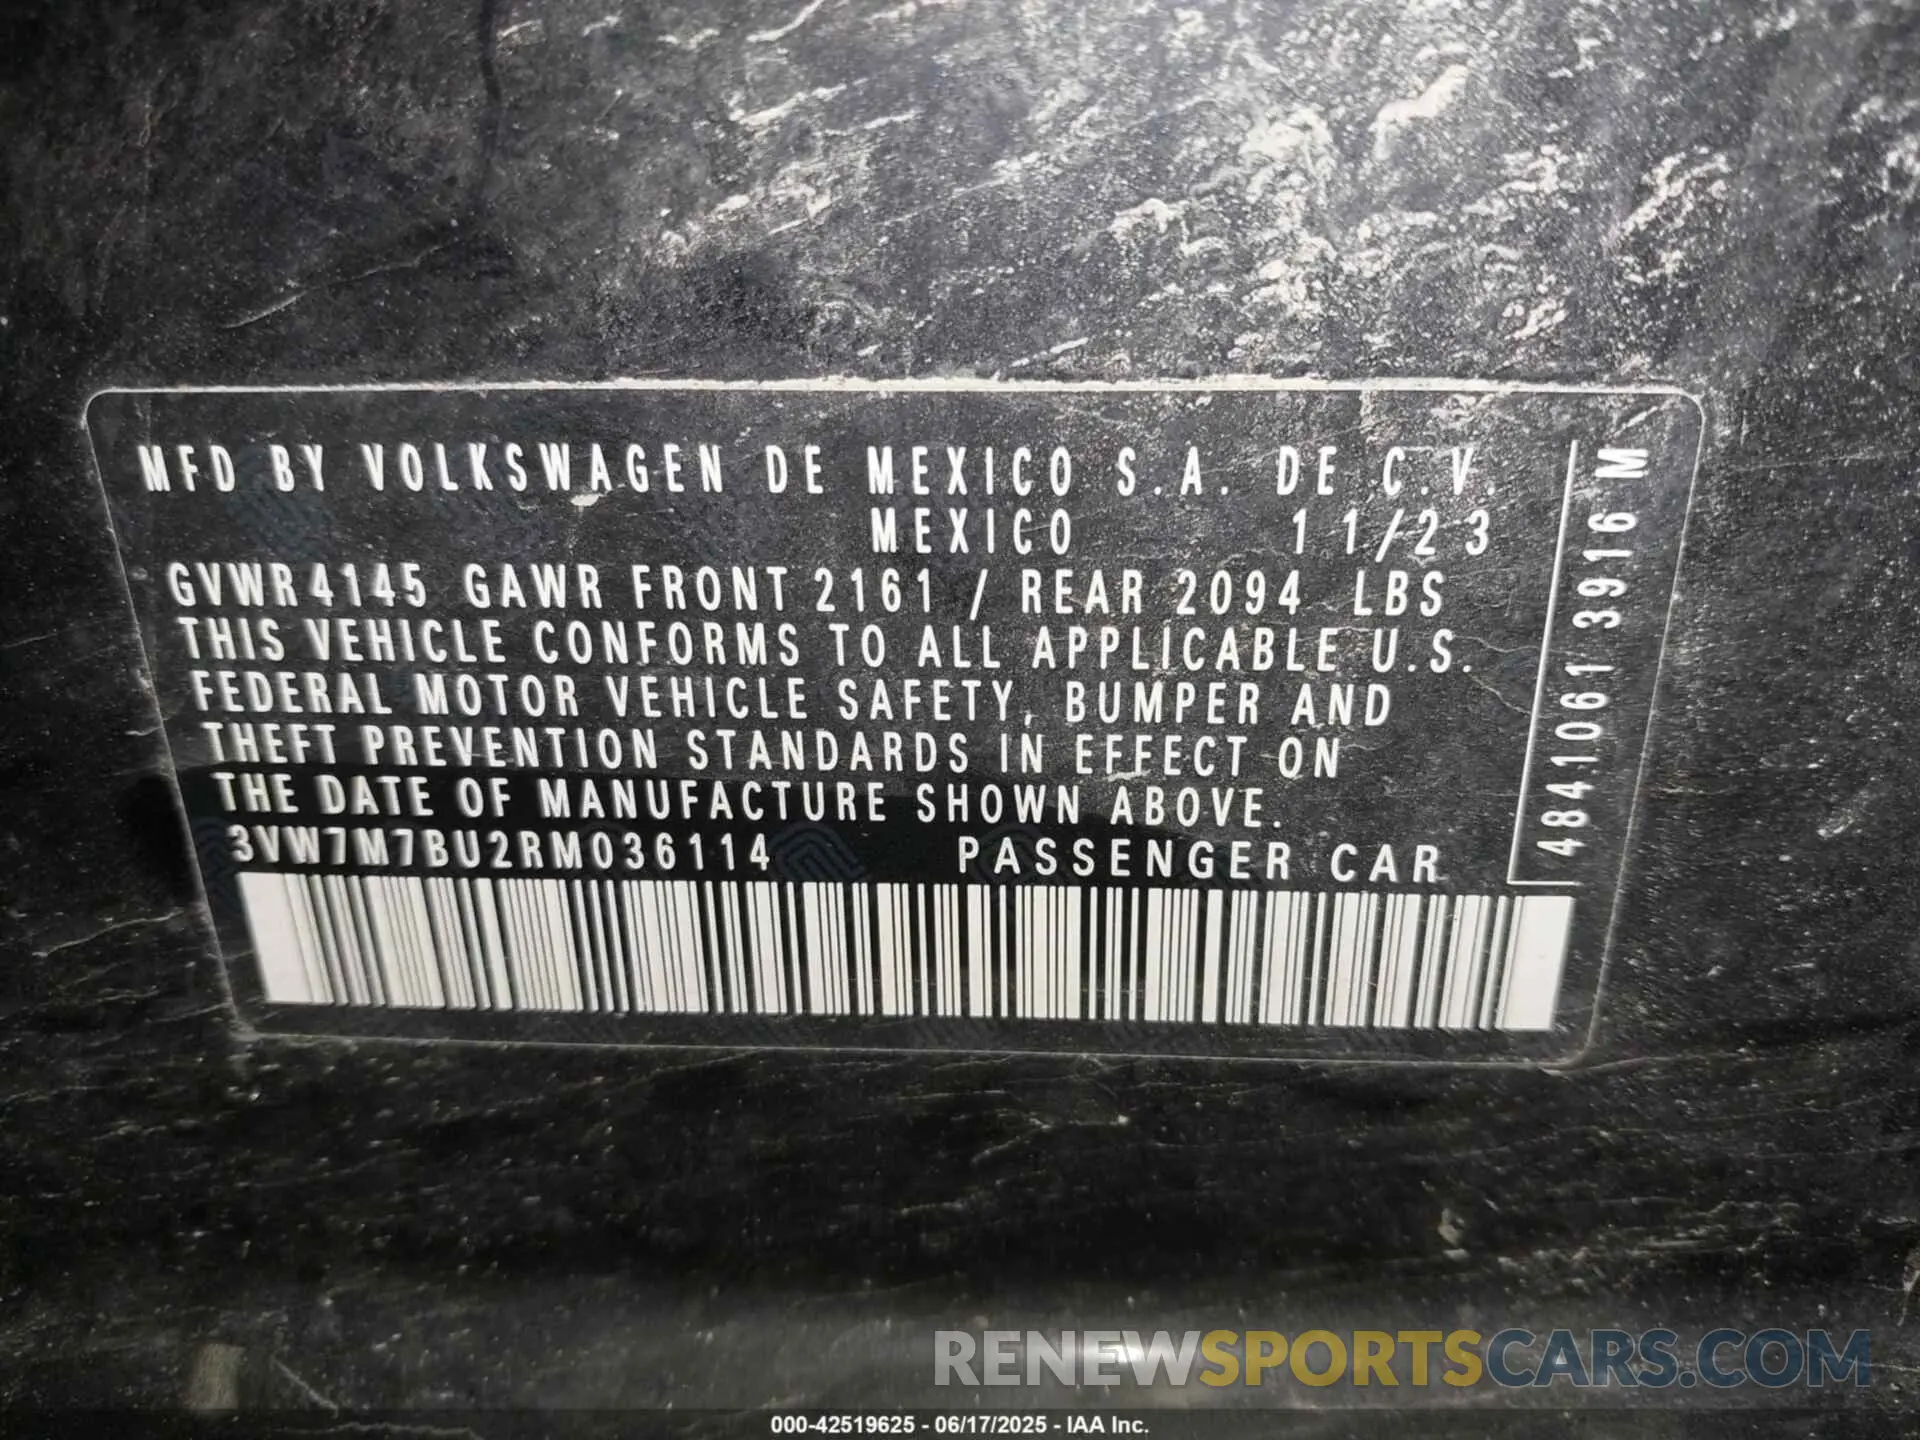 MFD BY VOLKSWAGEN DE MEXICO S.A. DE C.V.
MEXICO 11/23
GVWR 4145 GAWR FRONT 2161 / REAR 2094 LBS
THIS VEHICLE CONFORMS TO ALL APPLICABLE U.S.
FEDERAL MOTOR VEHICLE SAFETY, BUMPER AND
THEFT PREVENTION STANDARDS IN EFFECT ON
THE DATE OF MANUFACTURE SHOWN ABOVE.
3VW7M7BU2RM036114 PASSENGER CAR
4841061 3916 M
RENEWSPORTSCARS.COM
000-42519625 - 06/17/2025 - IAA Inc.